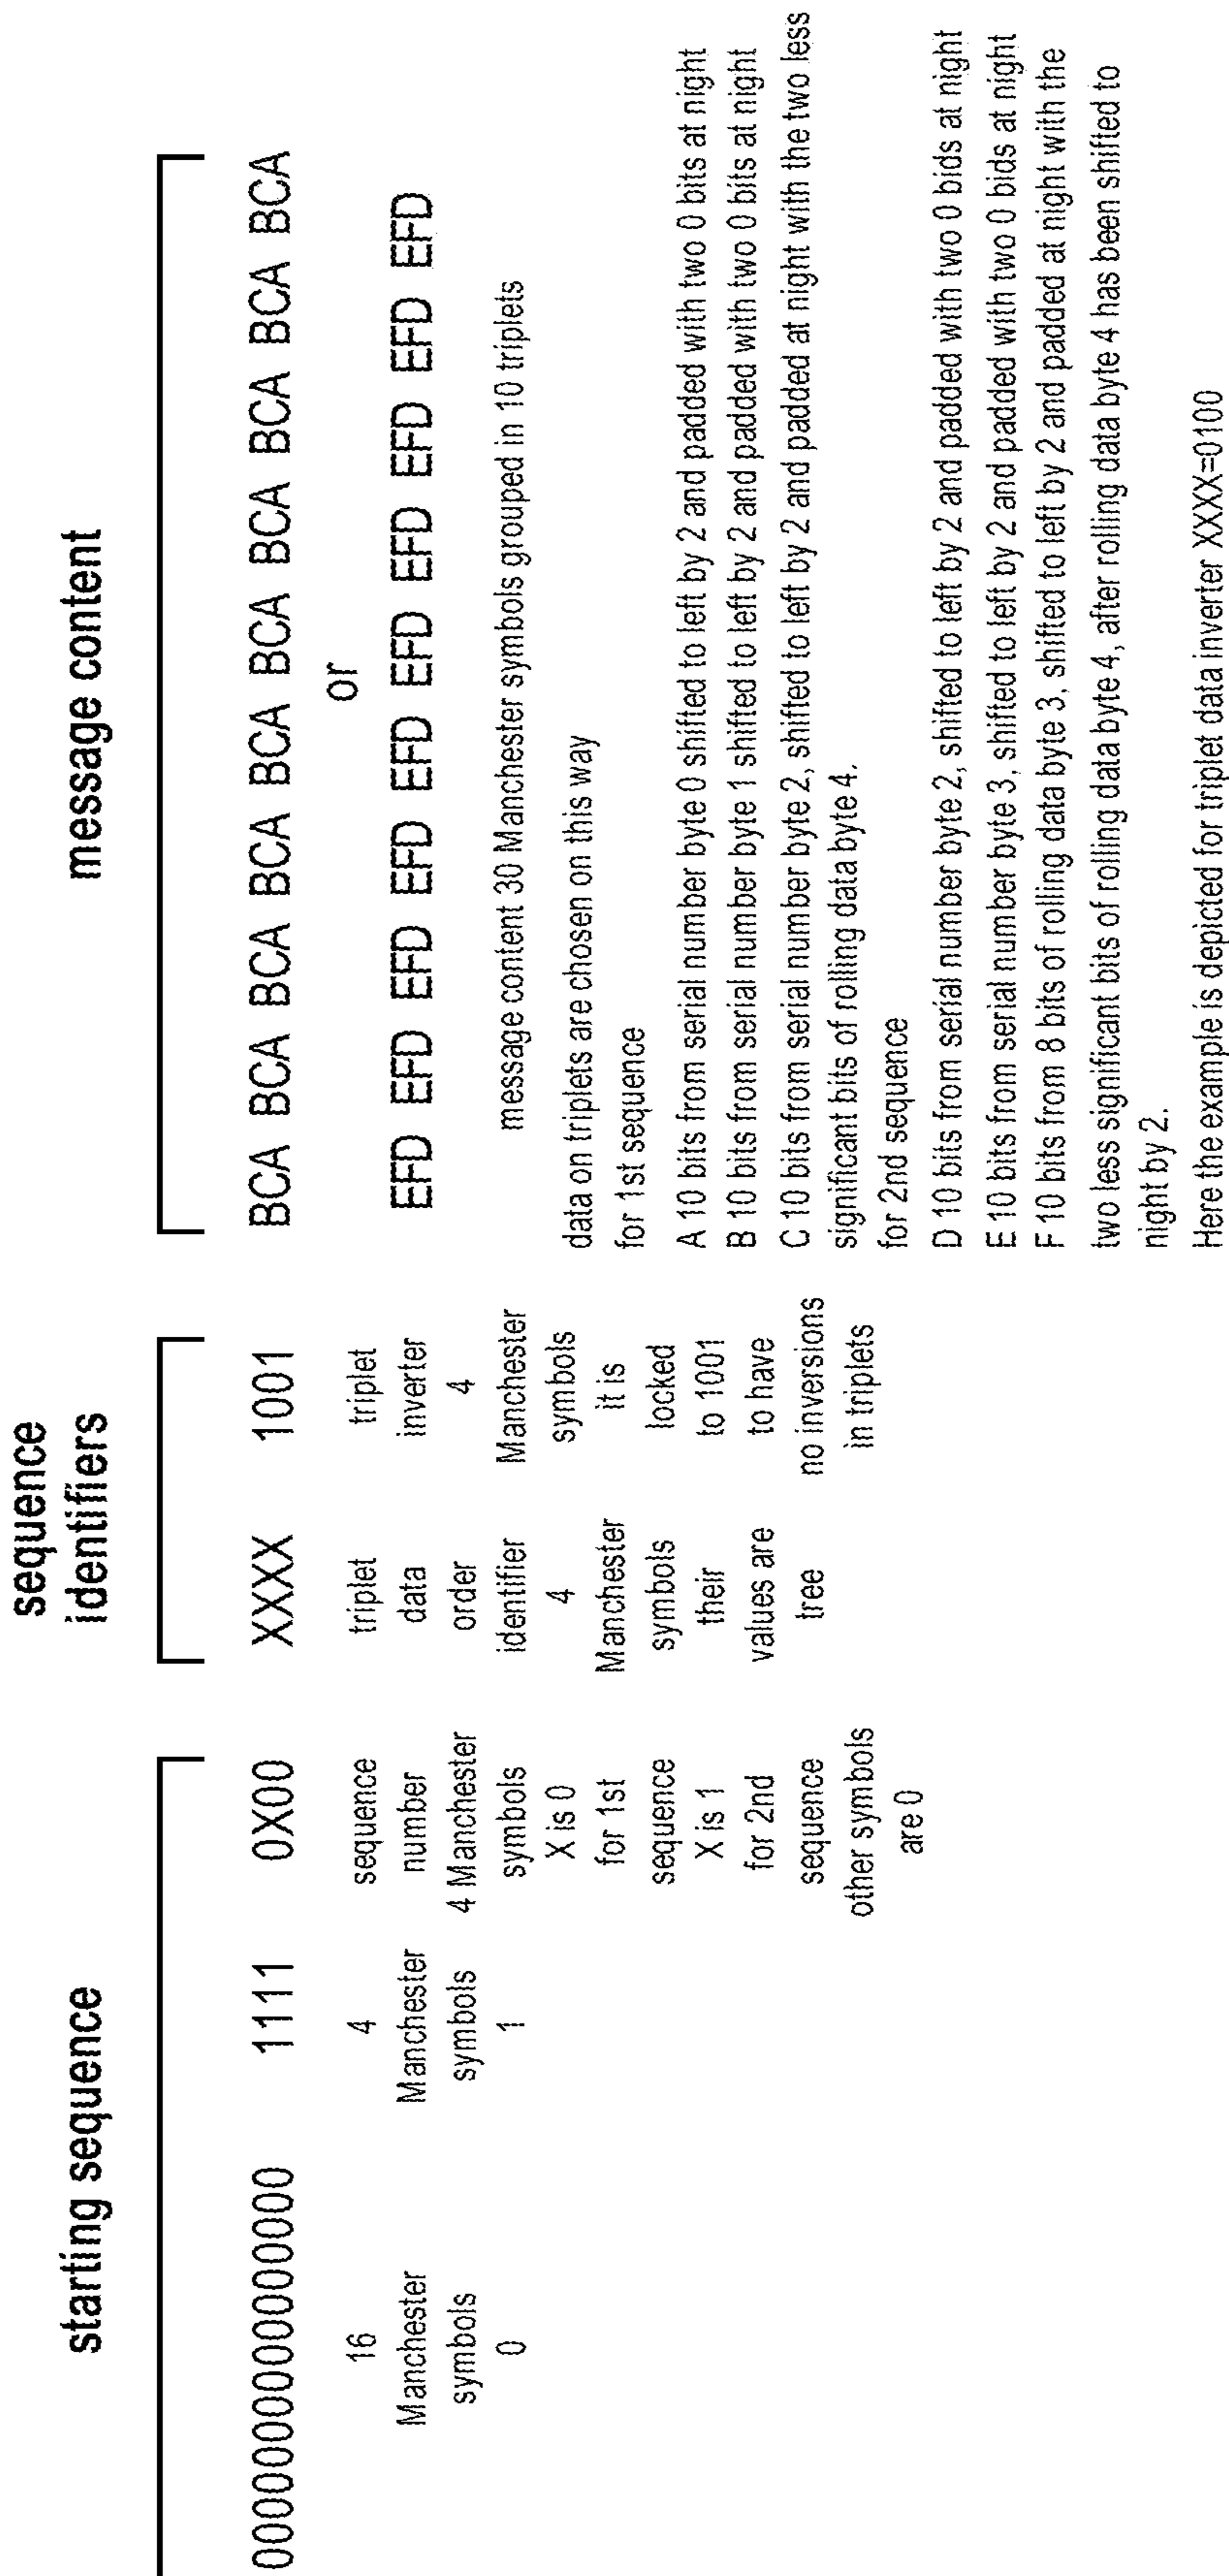 starting sequence
0000000000000000 1111 0X00
16
Manchester
symbols
0
4
Manchester
symbols
1
sequence
number
4 Manchester
symbols
X is 0
for 1st
sequence
X is 1
for 2nd
sequence
other symbols
are 0
sequence
identifiers
XXXX 1001
triplet
data
order
identifier
4
Manchester
symbols
their
values are
tree
triplet
inverter
4
Manchester
symbols
it is
locked
to 1001
to have
no inversions
in triplets
message content
BCA BCA BCA BCA BCA BCA BCA BCA BCA BCA
or
EFD EFD EFD EFD EFD EFD EFD EFD EFD EFD
message content 30 Manchester symbols grouped in 10 triplets
data on triplets are chosen on this way
for 1st sequence
A 10 bits from serial number byte 0 shifted to left by 2 and padded with two 0 bits at night
B 10 bits from serial number byte 1 shifted to left by 2 and padded with two 0 bits at night
C 10 bits from serial number byte 2, shifted to left by 2 and padded at night with the two less
significant bits of rolling data byte 4.
for 2nd sequence
D 10 bits from serial number byte 2, shifted to left by 2 and padded with two 0 bids at night
E 10 bits from serial number byte 3, shifted to left by 2 and padded with two 0 bids at night
F 10 bits from 8 bits of rolling data byte 3, shifted to left by 2 and padded at night with the
two less significant bits of rolling data byte 4, after rolling data byte 4 has been shifted to
night by 2.
Here the example is depicted for triplet data inverter XXXX=0100